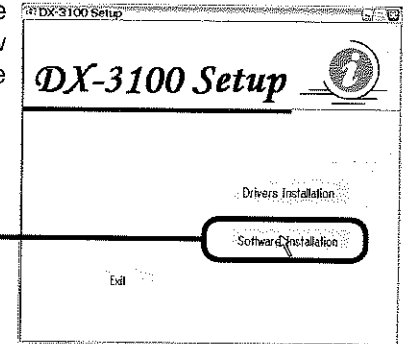 e
DX-3100 Setup
w
e
DX-3100 Setup
i
Drivers Installation
Software Installation
Exit